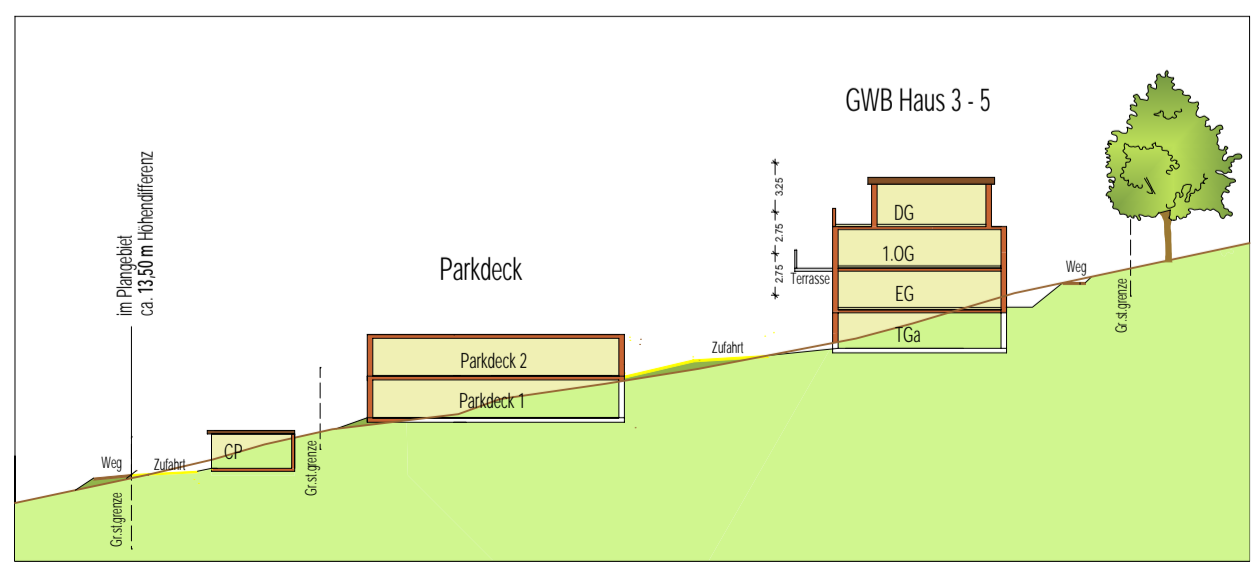 GWB Haus 3 - 5
im Plangebiet
ca. 13,50 m Höhendifferenz
Parkdeck
3.25
2.75
2.75
DG
1.OG
EG
TGa
Terrasse
Weg
Gr.st.grenze
Zufahrt
Parkdeck 2
Parkdeck 1
CP
Gr.st.grenze
Weg
Zufahrt
Gr.st.grenze